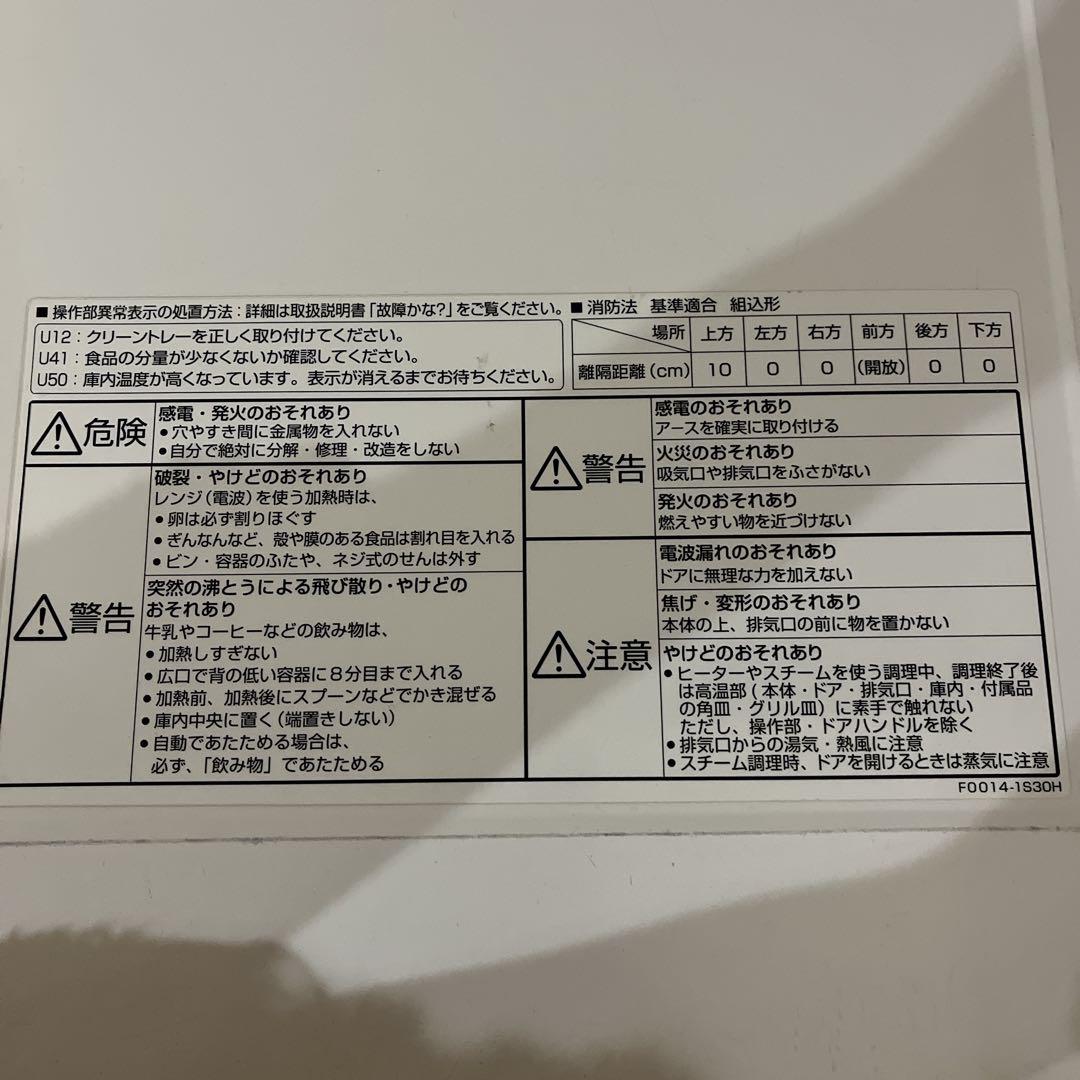 ■ 操作部異常表示の処置方法：詳細は取扱説明書「故障かな?」をご覧ください。
U12：クリーントレーを正しく取り付けてください。
U41：食品の分量が少なくないか確認してください。
U50：庫内温度が高くなっています。表示が消えるまでお待ちください。
■ 消防法 基準適合 組込形
場所 上方 左方 右方 前方 後方 下方
離隔距離(cm) 10 0 0 (開放) 0 0
危険
感電・発火のおそれあり
●穴やすき間に金属物を入れない
●自分で絶対に分解・修理・改造をしない
警告
破裂・やけどのおそれあり
レンジ(電波)を使う加熱時は、
●卵は必ず割りほぐす
●ぎんなんなど、殻や膜のある食品は割れ目を入れる
●ビン・容器のふたや、ネジ式のせんは外す
突然の沸とうによる飛び散り・やけどの
おそれあり
牛乳やコーヒーなどの飲み物は、
●加熱しすぎない
●広口で背の低い容器に8分目まで入れる
●加熱前、加熱後にスプーンなどでかき混ぜる
●庫内中央に置く(端置きしない)
●自動であたためる場合は、
必ず、「飲み物」であたためる
警告
感電のおそれあり
アースを確実に取り付ける
火災のおそれあり
吸気口や排気口をふさがない
発火のおそれあり
燃えやすい物を近づけない
注意
電波漏れのおそれあり
ドアに無理な力を加えない
焦げ・変形のおそれあり
本体の上、排気口の前に物を置かない
やけどのおそれあり
●ヒーターやスチームを使う調理中、調理終了後
は高温部(本体・ドア・排気口・庫内・付属品
の角皿・グリル皿)に素手で触れない
ただし、操作部・ドアハンドルを除く
●排気口からの湯気・熱風に注意
●スチーム調理時、ドアを開けるときは蒸気に注意
F0014-1S30H